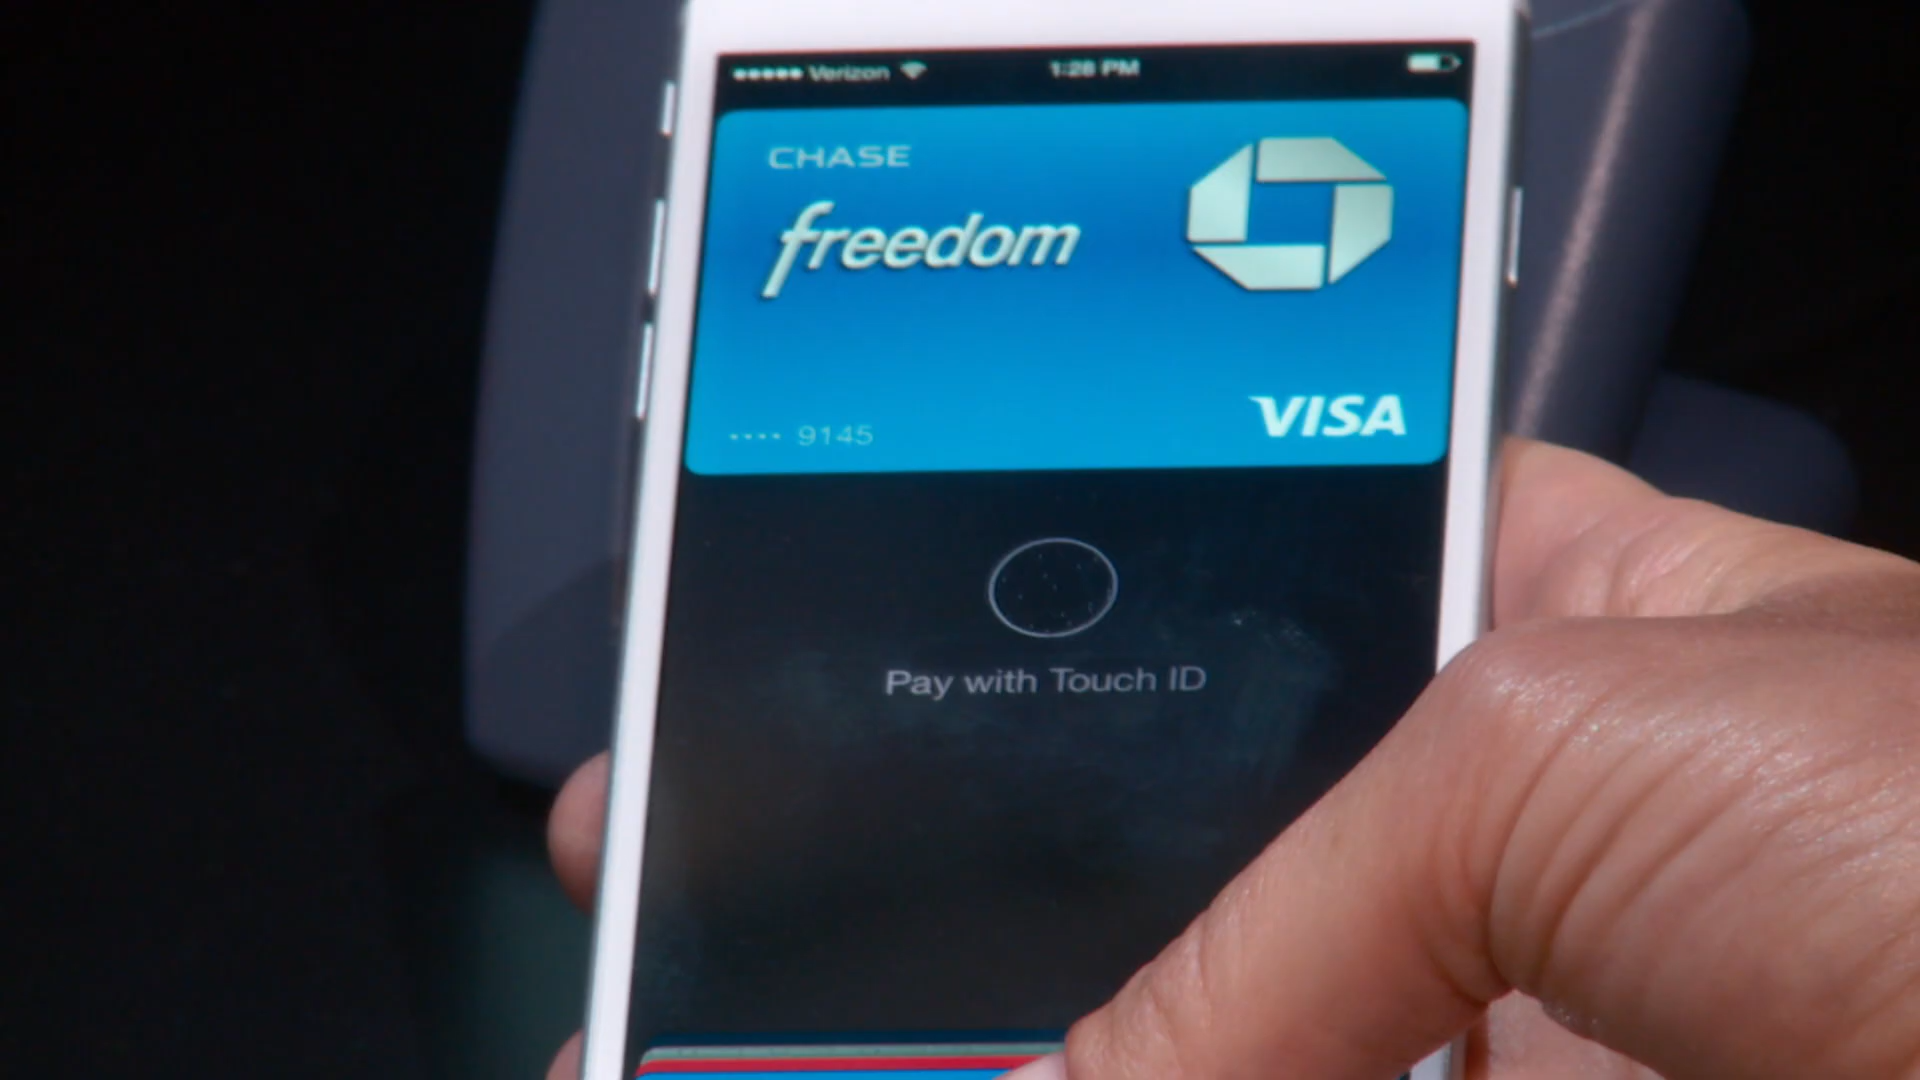 Verizon 1:28 PM
CHASE
freedom
•••• 9145 VISA
Pay with Touch ID